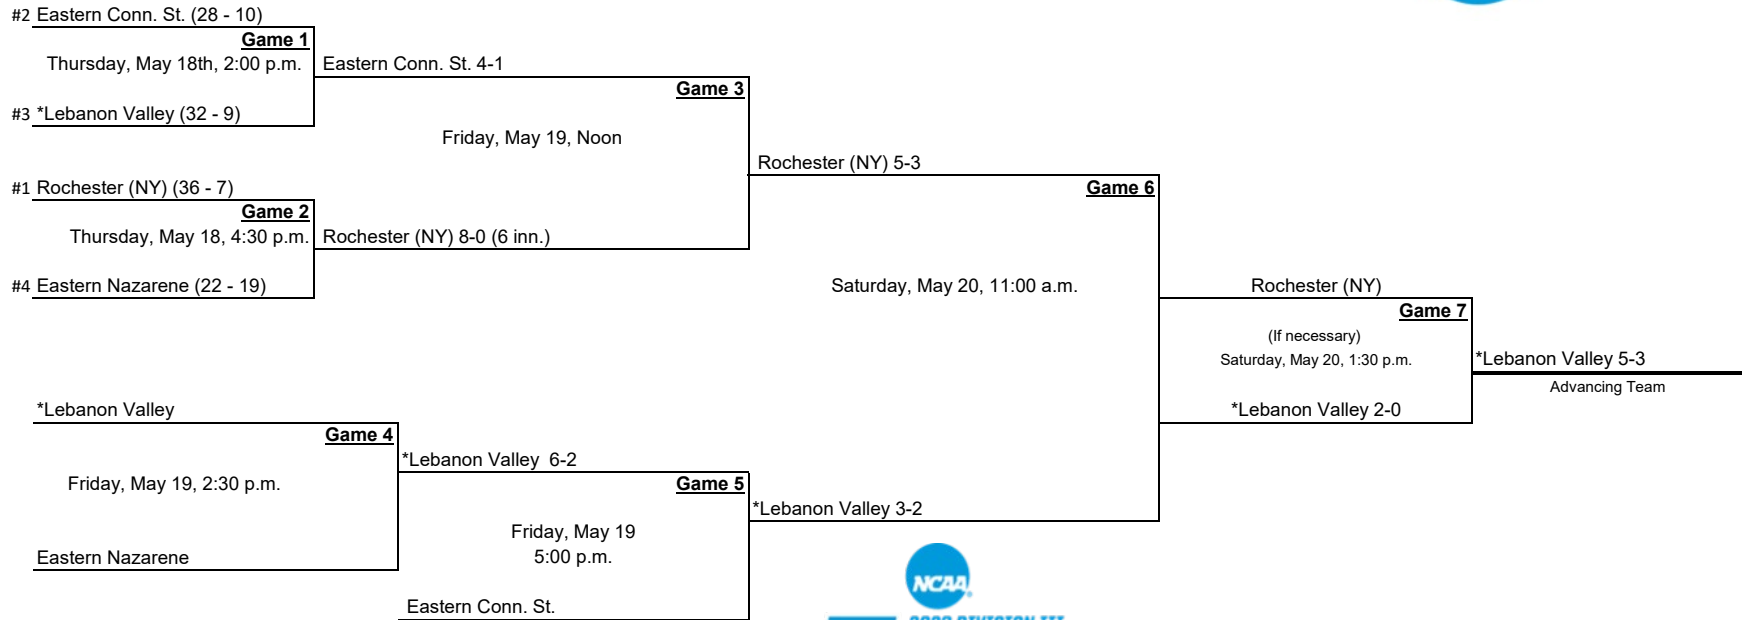 #2 Eastern Conn. St. (28 - 10)
Game 1
Thursday, May 18th, 2:00 p.m.
Eastern Conn. St. 4-1
Game 3
#3 *Lebanon Valley (32 - 9)
Friday, May 19, Noon
Rochester (NY) 5-3
#1 Rochester (NY) (36 - 7)
Game 6
Game 2
Thursday, May 18, 4:30 p.m.
Rochester (NY) 8-0 (6 inn.)
#4 Eastern Nazarene (22 - 19)
Saturday, May 20, 11:00 a.m.
Rochester (NY)
Game 7
(If necessary)
Saturday, May 20, 1:30 p.m.
*Lebanon Valley 5-3
Advancing Team
*Lebanon Valley
*Lebanon Valley 2-0
Game 4
*Lebanon Valley  6-2
Friday, May 19, 2:30 p.m.
Game 5
*Lebanon Valley 3-2
Friday, May 19
5:00 p.m.
Eastern Nazarene
NCAA
Eastern Conn. St.
DIVISION III